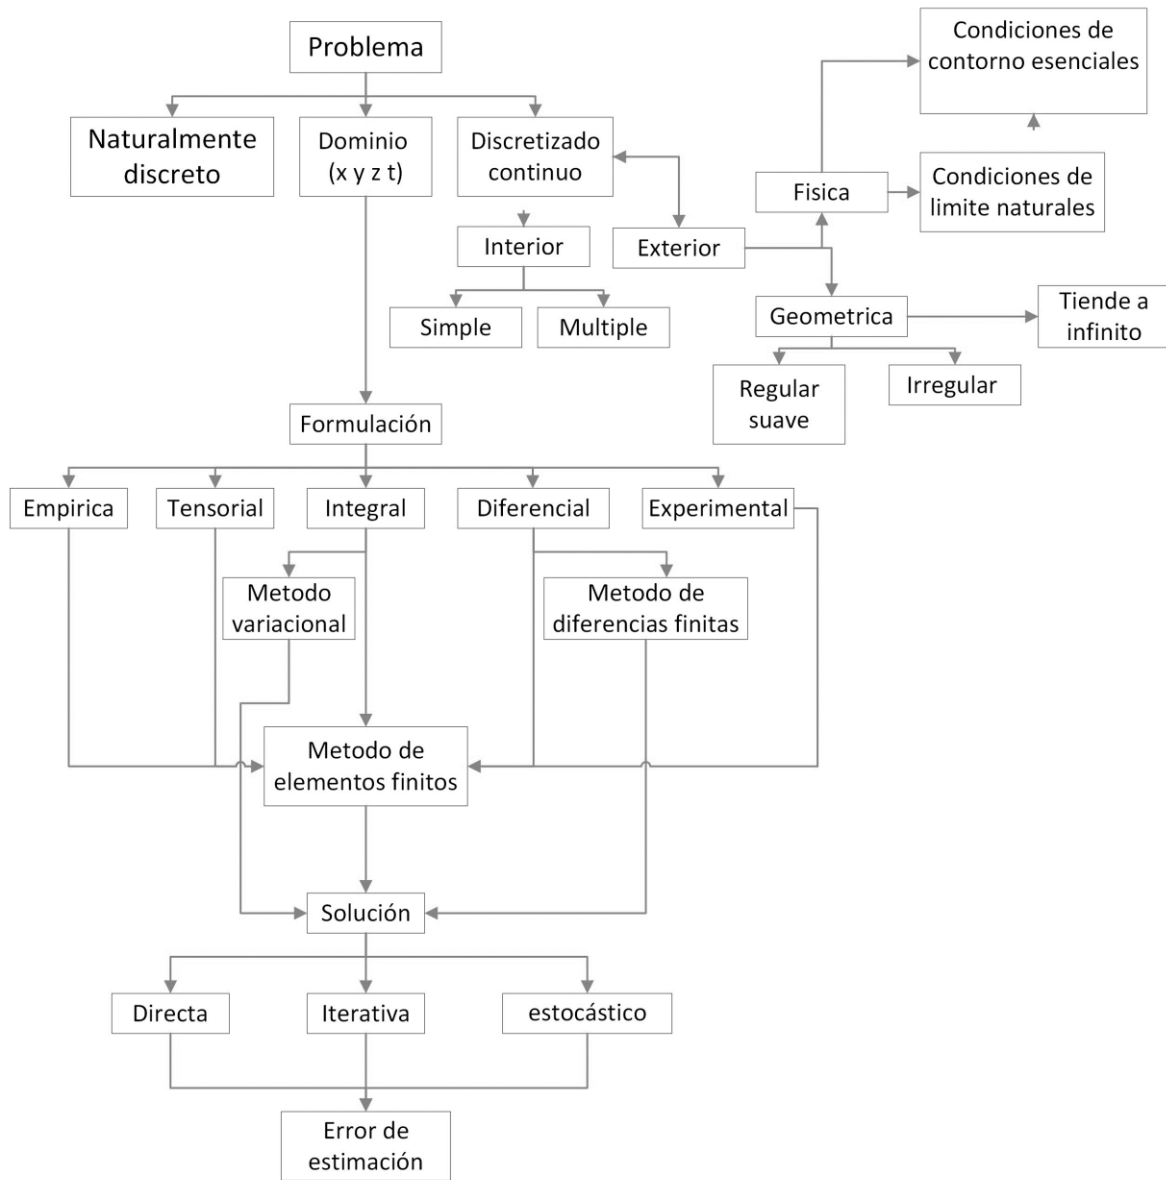 Problema
Condiciones de
contorno esenciales
Naturalmente
discreto
Dominio
(x y z t)
Discretizado
continuo
Fisica
Condiciones de
limite naturales
Interior
Exterior
Simple
Multiple
Geometrica
Tiende a
infinito
Regular
suave
Irregular
Formulación
Empirica
Tensorial
Integral
Diferencial
Experimental
Metodo
variacional
Metodo de
diferencias finitas
Metodo de
elementos finitos
Solución
Directa
Iterativa
estocástico
Error de
estimación